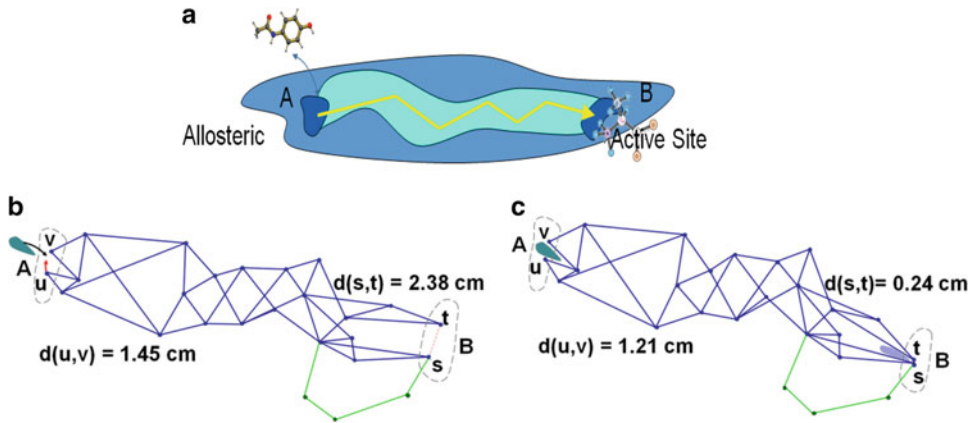 a
A
B
Allosteric
Active Site
b
v
A
u
d(s,t) = 2.38 cm
t
B
s
d(u,v) = 1.45 cm
c
v
A
u
d(s,t)= 0.24 cm
t
B
s
d(u,v) = 1.21 cm